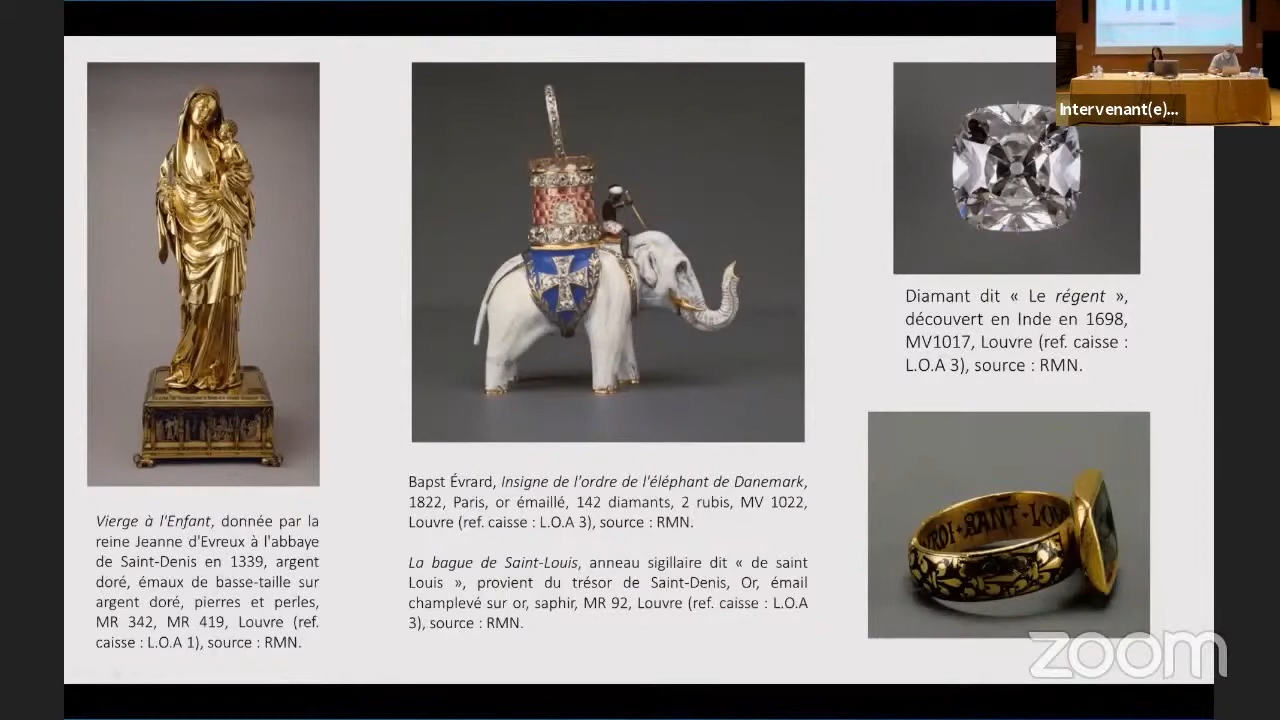 Intervenant(e)...
Vierge à l'Enfant, donnée par la
reine Jeanne d'Evreux à l'abbaye
de Saint-Denis en 1339, argent
doré, émaux de basse-taille sur
argent doré, pierres et perles,
MR 342, MR 419, Louvre (ref.
caisse : L.O.A 1), source : RMN.
Bapst Évrard, Insigne de l'ordre de l'éléphant de Danemark,
1822, Paris, or émaillé, 142 diamants, 2 rubis, MV 1022,
Louvre (ref. caisse : L.O.A 3), source : RMN.
La bague de Saint-Louis, anneau sigillaire dit « de saint
Louis », provient du trésor de Saint-Denis, Or, émail
champlevé sur or, saphir, MR 92, Louvre (ref. caisse : L.O.A
3), source : RMN.
Diamant dit « Le régent »,
découvert en Inde en 1698,
MV1017, Louvre (ref. caisse :
L.O.A 3), source : RMN.
ROI·SANT·LOV
zoom